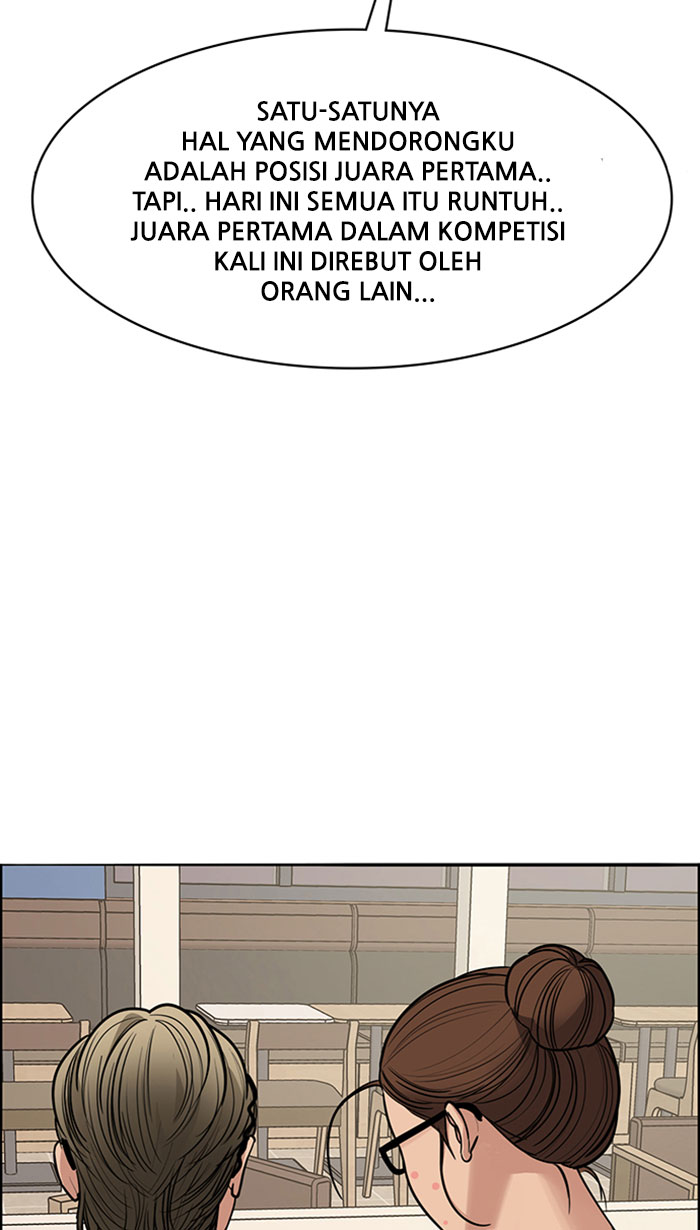 SATU-SATUNYA
HAL YANG MENDORONGKU
ADALAH POSISI JUARA PERTAMA..
TAPI.. HARI INI SEMUA ITU RUNTUH..
JUARA PERTAMA DALAM KOMPETISI
KALI INI DIREBUT OLEH
ORANG LAIN...